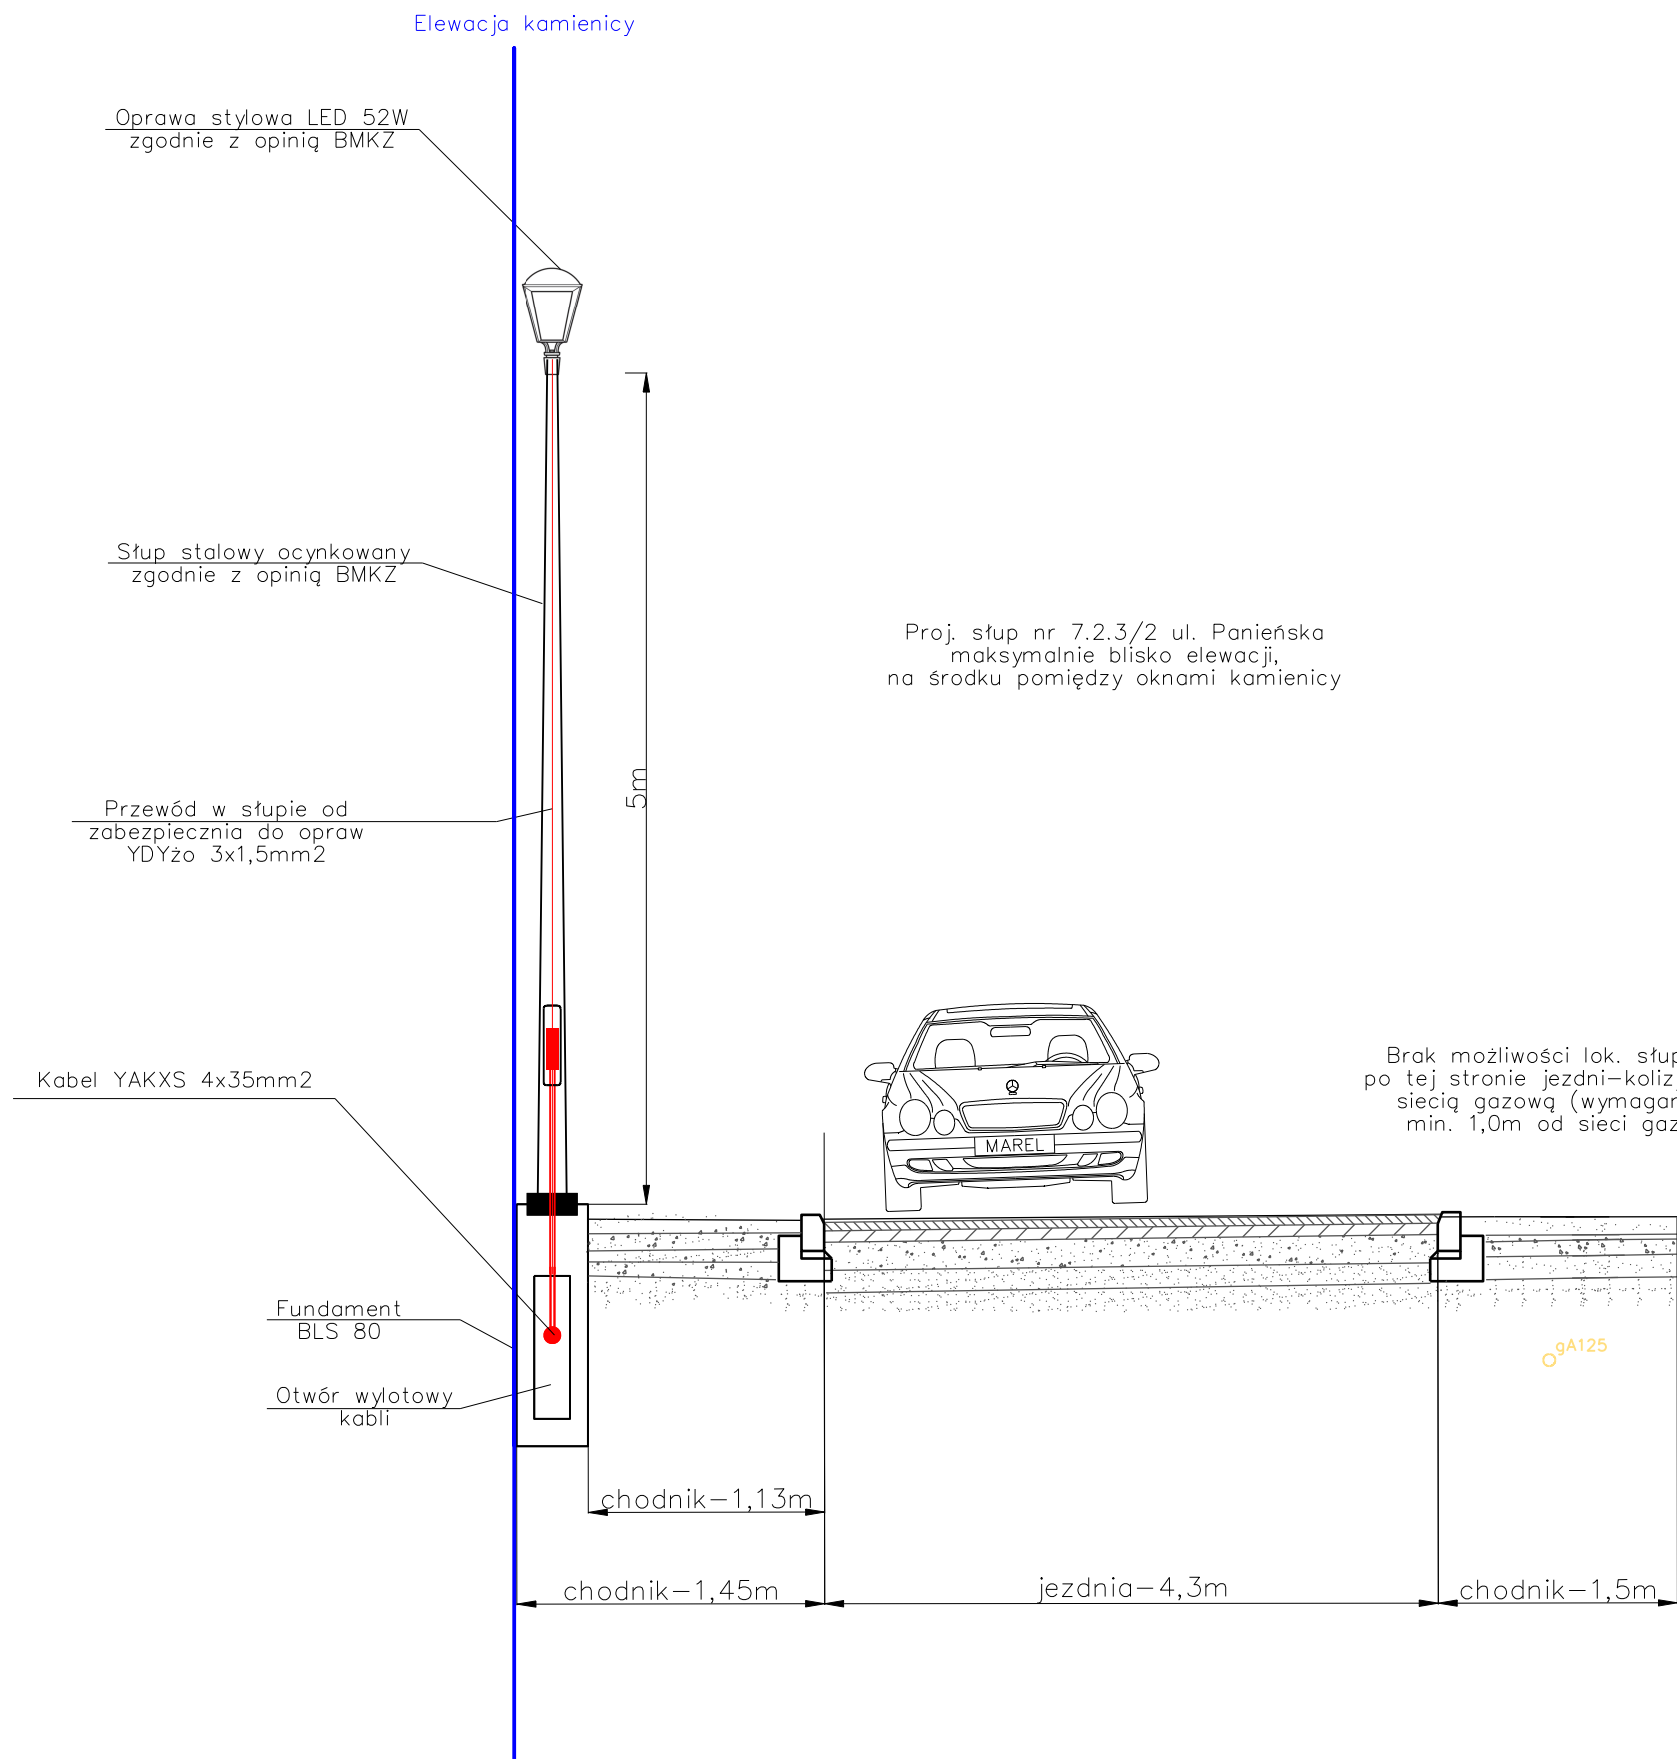 Elewacja kamienicy
Oprawa stylowa LED 52W
zgodnie z opinią BMKZ
Słup stalowy ocynkowany
zgodnie z opinią BMKZ
Proj. słup nr 7.2.3/2 ul. Panieńska
maksymalnie blisko elewacji,
na środku pomiędzy oknami kamienicy
5m
Przewód w słupie od
zabezpiecznia do opraw
YDYżo 3x1,5mm2
Kabel YAKXS 4x35mm2
Brak możliwości lok. słup
po tej stronie jezdni-koliz
siecią gazową (wymagan
min. 1,0m od sieci gaz
MAREL
Fundament
BLS 80
Otwór wylotowy
kabli
gA125
chodnik-1,13m
chodnik-1,45m
jezdnia-4,3m
chodnik-1,5m